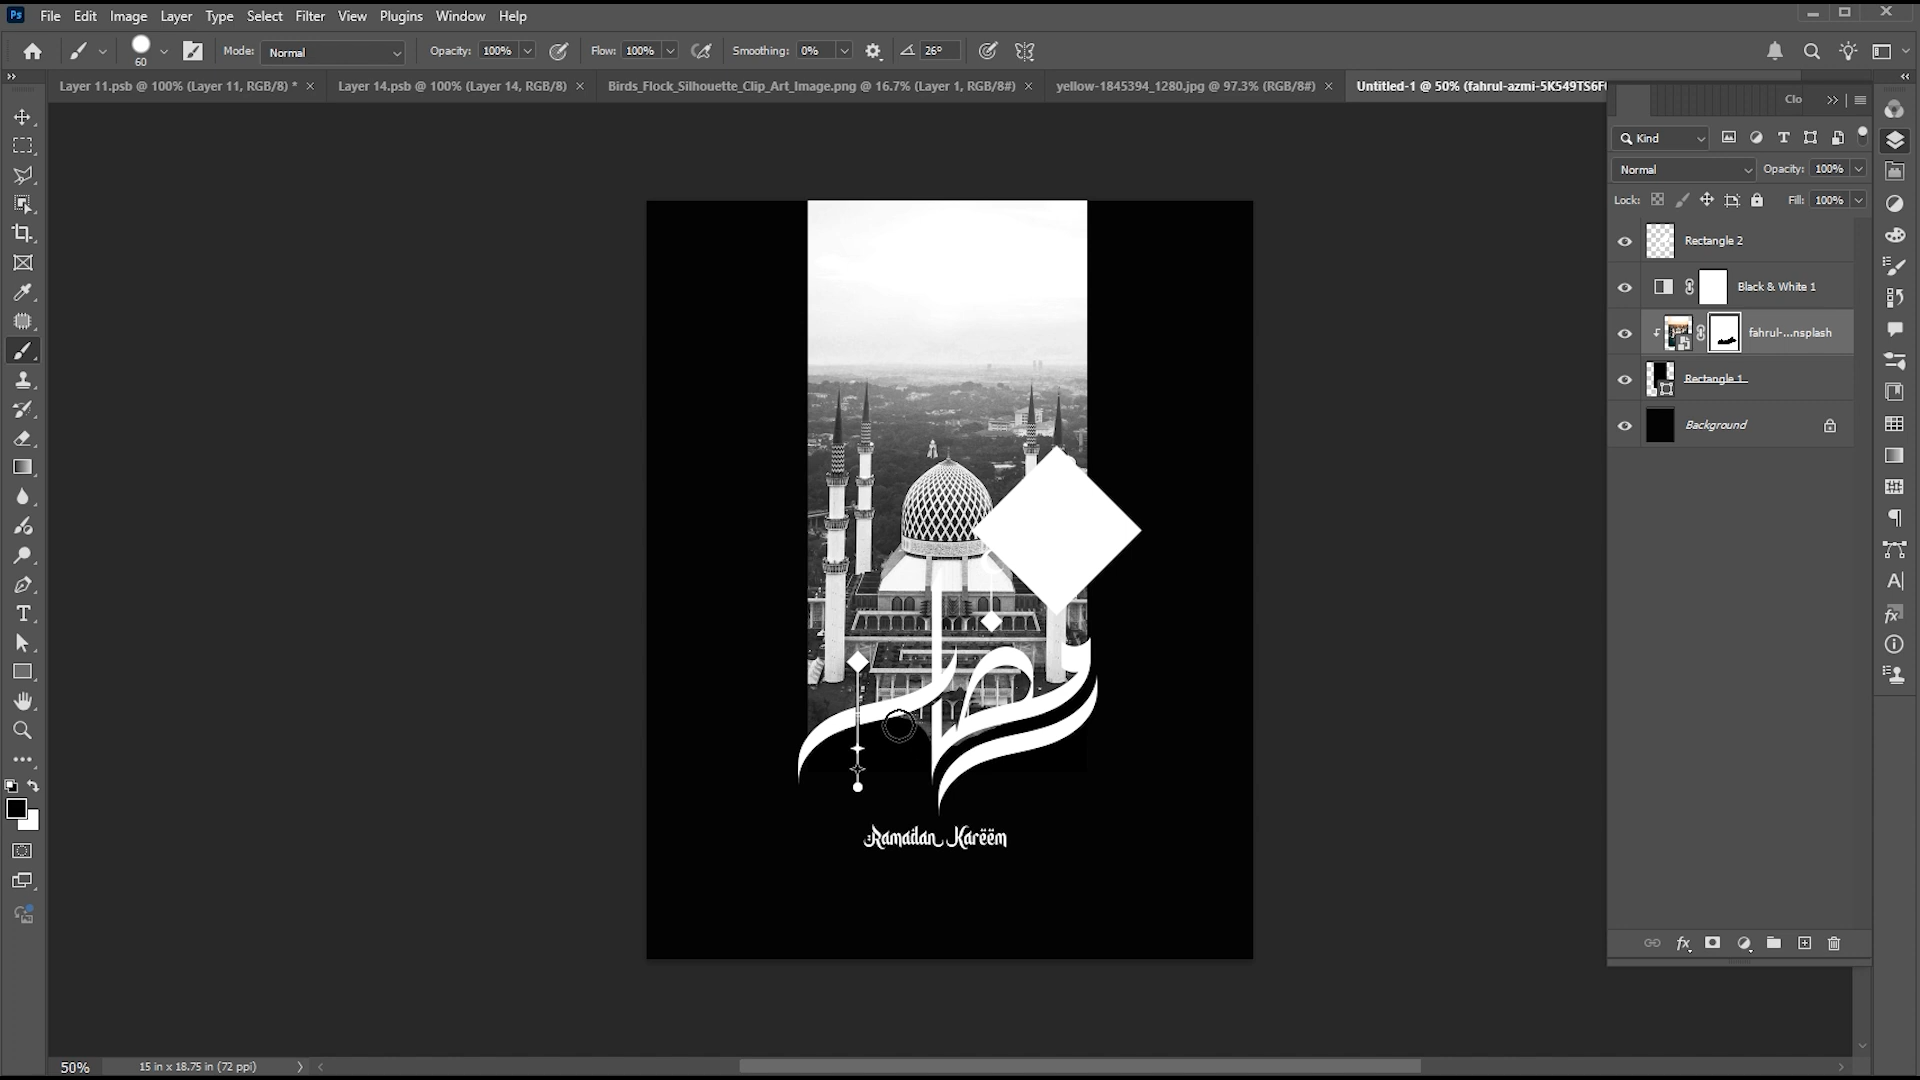 Ps File Edit Image Layer Type Select Filter View Plugins Window Help
60 Mode: Normal Opacity: 100% Flow: 100% Smoothing: 0% 26°
Layer 11.psb @ 100% (Layer 11, RGB/8) * Layer 14.psb @ 100% (Layer 14, RGB/8) Birds_Flock_Silhouette_Clip_Art_Image.png @ 16.7% (Layer 1, RGB/8#) yellow-1845394_1280.jpg @ 97.3% (RGB/8#) Untitled-1 @ 50% (fahrul-azmi-5K549TS6F
Clo
Kind
Normal Opacity: 100%
Lock: Fill: 100%
Rectangle 2
Black & White 1
fahrul-...nsplash
Rectangle 1
Background
Ramadan Kareem
50% 15 in x 18.75 in (72 ppi)